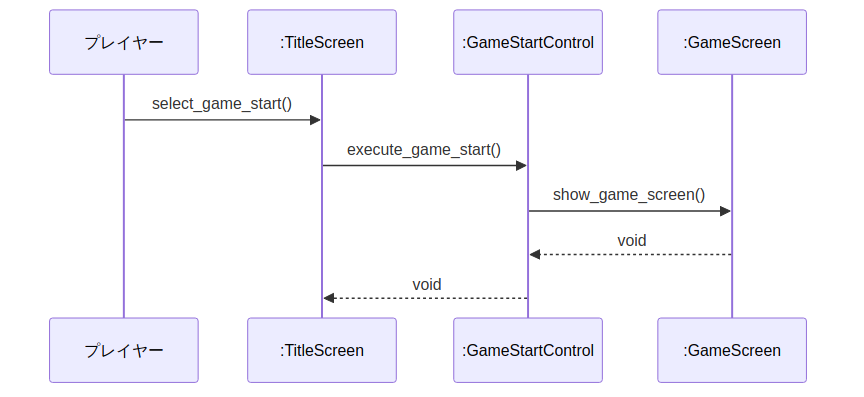 プレイヤー
:TitleScreen
:GameStartControl
:GameScreen
select_game_start()
execute_game_start()
show_game_screen()
void
void
プレイヤー
:TitleScreen
:GameStartControl
:GameScreen